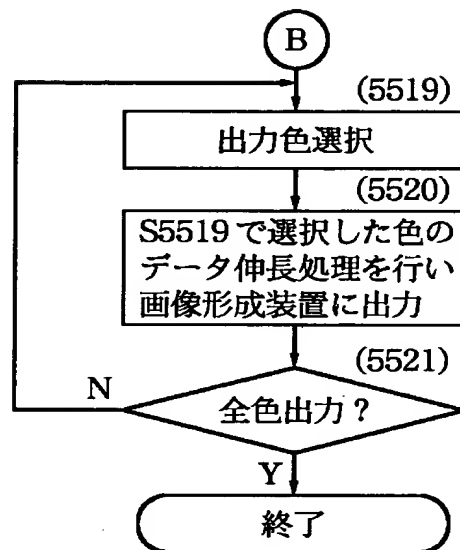 B
(5519)
出力色選択
(5520)
S5519で選択した色の
データ伸長処理を行い
画像形成装置に出力
(5521)
N
全色出力？
Y
終了